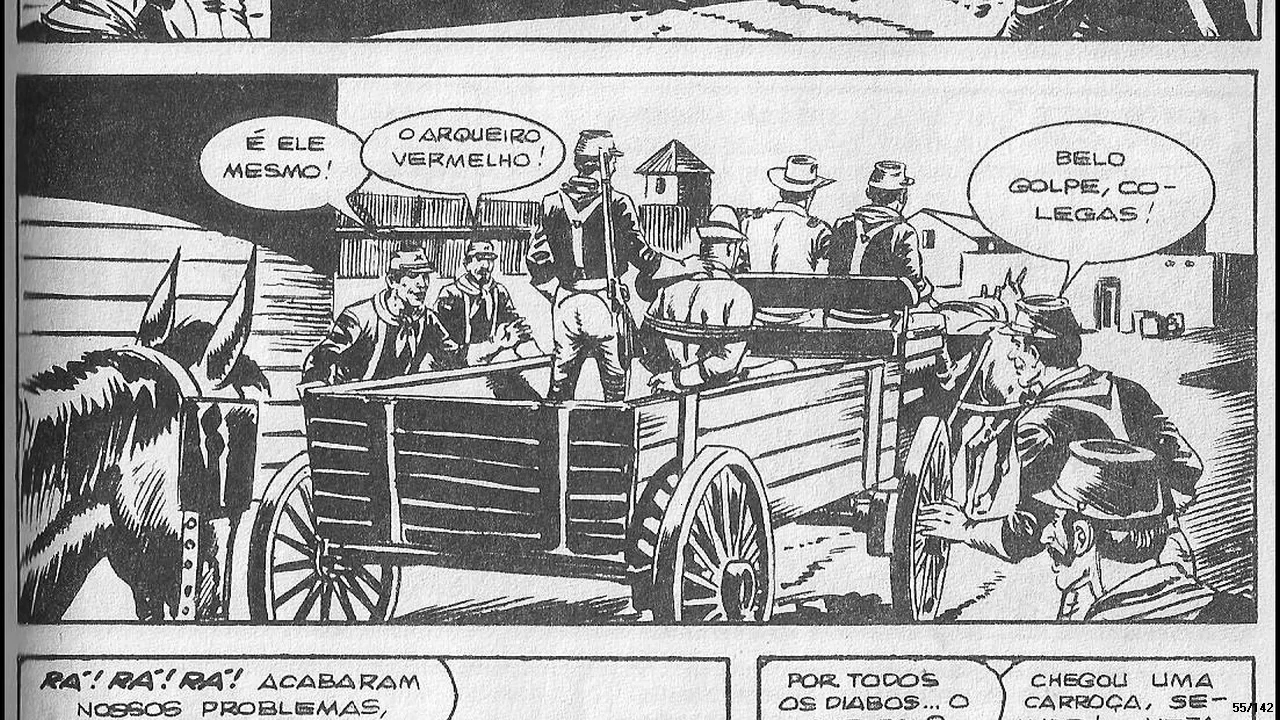 É ELE
MESMO!
O ARQUEIRO
VERMELHO!
BELO
GOLPE, CO-
LEGAS!
RA'! RA'! RA'! ACABARAM
NOSSOS PROBLEMAS,
POR TODOS
OS DIABOS... O
CHEGOU UMA
CARROÇA, SE-
55/142